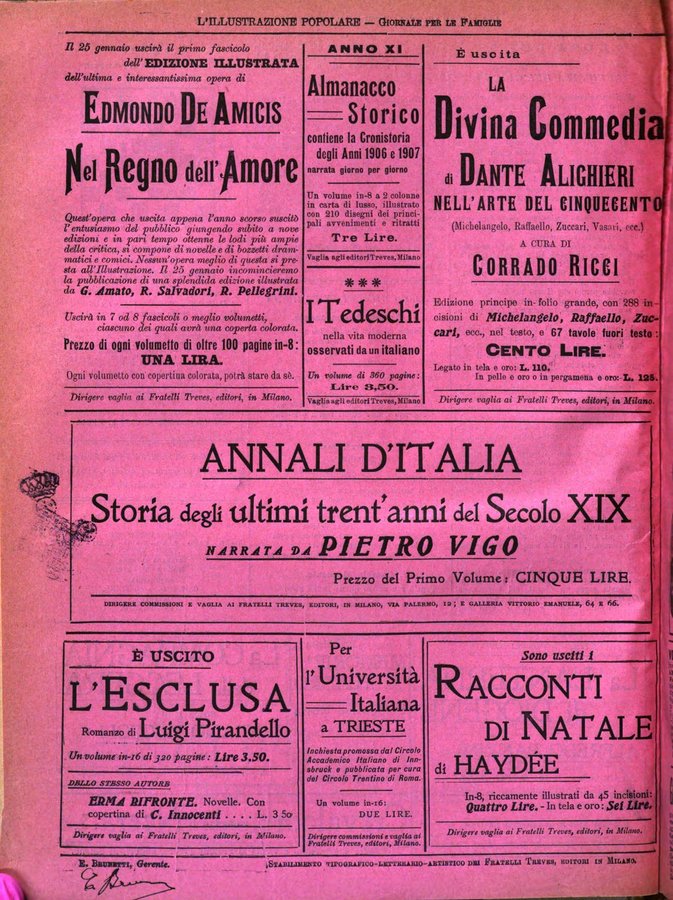 L'ILLUSTRAZIONE POPOLARE — GIORNALE PER LE FAMIGLIE
Il 25 gennaio uscirà il primo fascicolo
dell'EDIZIONE ILLUSTRATA
dell'ultima e interessantissima opera di
EDMONDO DE AMICIS
Nel Regno dell'Amore
Quest'opera che uscita appena l'anno scorso suscitò
l'entusiasmo del pubblico giungendo subito a nove
edizioni e in pari tempo ottenne le lodi più ampie
della critica, si compone di novelle e di bozzetti dram-
matici e comici. Nessun'opera meglio di questa si pre-
sta all'Illustrazione. Il 25 gennaio incomincieremo
la pubblicazione di una splendida edizione illustrata
da G. Amato, R. Salvadori, R. Pellegrini.
Uscirà in 7 od 8 fascicoli o meglio volumetti,
ciascuno dei quali avrà una coperta colorata.
Prezzo di ogni volumetto di oltre 100 pagine in-8:
UNA LIRA.
Ogni volumetto con copertina colorata, potrà stare da sè.
Dirigere vaglia ai Fratelli Treves, editori, in Milano.
ANNO XI
Almanacco
Storico
contiene la Cronistoria
degli Anni 1906 e 1907
narrata giorno per giorno
Un volume in-8 a 2 colonne
in carta di lusso, illustrato
con 210 disegni dei princi-
pali avvenimenti e ritratti
Tre Lire.
Vaglia agli editori Treves, Milano
***
I Tedeschi
nella vita moderna
osservati da un italiano
Un volume di 360 pagine:
Lire 3,50.
Vaglia agli editori Treves, Milano
È uscita
LA
Divina Commedia
di DANTE ALIGHIERI
NELL'ARTE DEL CINQUECENTO
(Michelangelo, Raffaello, Zuccari, Vasari, ecc.)
A CURA DI
CORRADO RICCI
Edizione principe in-folio grande, con 288 in-
cisioni di Michelangelo, Raffaello, Zuc-
cari, ecc., nel testo, e 67 tavole fuori testo:
CENTO LIRE.
Legato in tela e oro: L. 110.
In pelle e oro o in pergamena e oro: L. 125.
Dirigere vaglia ai Fratelli Treves, editori, in Milano.
ANNALI D'ITALIA
Storia degli ultimi trent'anni del Secolo XIX
NARRATA DA PIETRO VIGO
Prezzo del Primo Volume: CINQUE LIRE.
DIRIGERE COMMISSIONI E VAGLIA AI FRATELLI TREVES, EDITORI, IN MILANO, VIA PALERMO, 12; E GALLERIA VITTORIO EMANUELE, 64 E 66.
È USCITO
L'ESCLUSA
Romanzo di Luigi Pirandello
Un volume in-16 di 320 pagine: Lire 3.50.
DELLO STESSO AUTORE
ERMA BIFRONTE. Novelle. Con
copertina di C. Innocenti .... L. 3 50
Dirigere vaglia ai Fratelli Treves, editori, in Milano.
Per
l'Università
Italiana
a TRIESTE
Inchiesta promossa dal Circolo
Accademico Italiano di Inn-
sbruck e pubblicata per cura
del Circolo Trentino di Roma.
Un volume in-16:
DUE LIRE.
Dirigere commissioni e vaglia ai
Fratelli Treves, editori, Milano.
Sono usciti i
RACCONTI
DI NATALE
di HAYDÉE
In-8, riccamente illustrati da 45 incisioni:
Quattro Lire. - In tela e oro: Sei Lire.
Dirigere vaglia ai Fratelli Treves, editori, in Milano.
E. BRUNETTI, Gerente.
STABILIMENTO TIPOGRAFICO-LETTERARIO-ARTISTICO DEI FRATELLI TREVES, EDITORI IN MILANO.